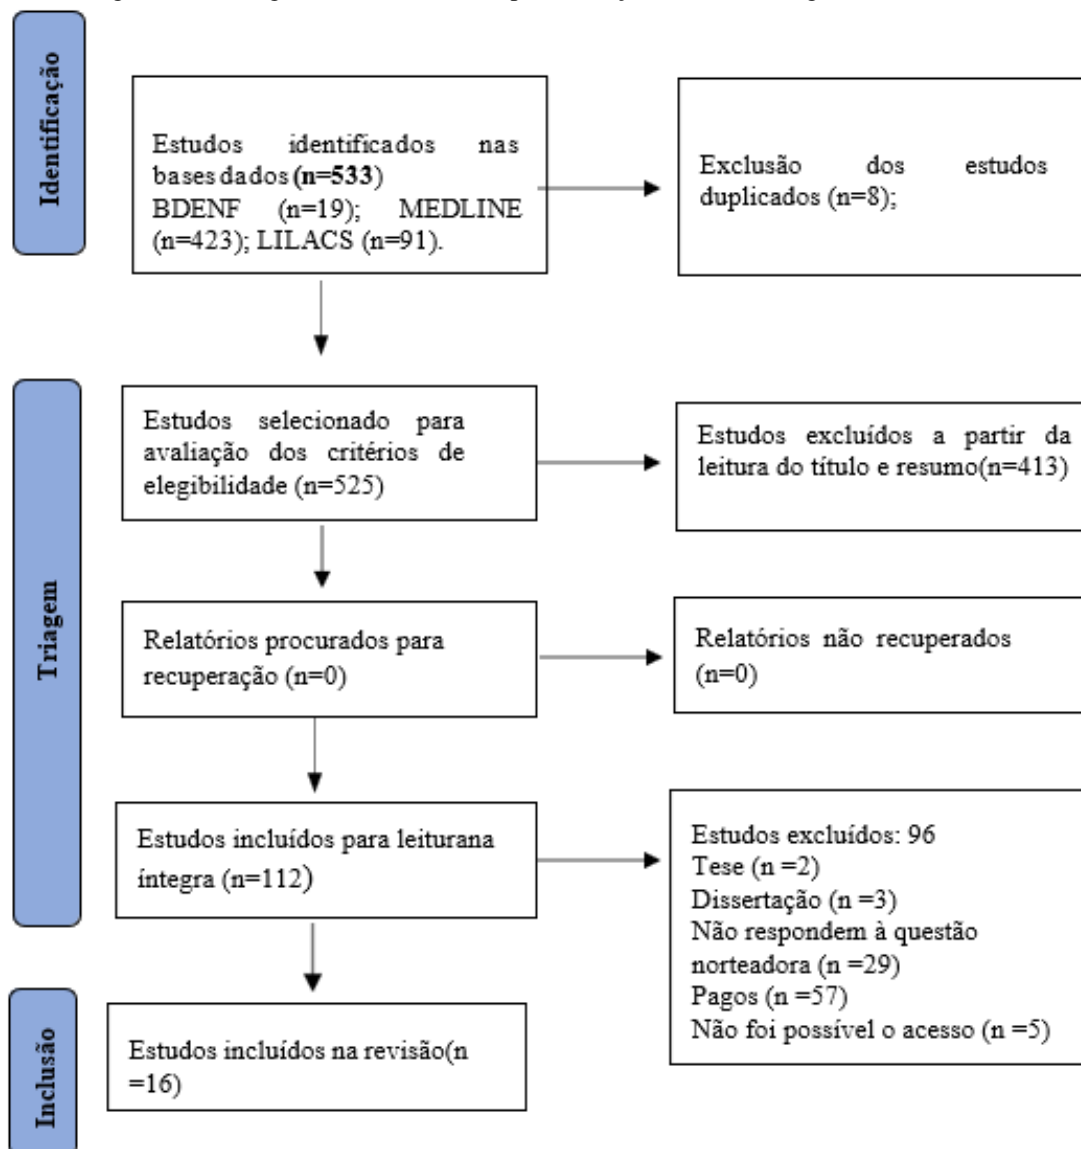 Identificação
Estudos identificados nas
bases dados (n=533)
BDENF (n=19); MEDLINE
(n=423); LILACS (n=91).
Exclusão dos estudos
duplicados (n=8);
Triagem
Estudos selecionado para
avaliação dos critérios de
elegibilidade (n=525)
Estudos excluídos a partir da
leitura do título e resumo(n=413)
Relatórios procurados para
recuperação (n=0)
Relatórios não recuperados
(n=0)
Estudos incluídos para leiturana
íntegra (n=112)
Estudos excluídos: 96
Tese (n =2)
Dissertação (n =3)
Não respondem à questão
norteadora (n =29)
Pagos (n =57)
Não foi possível o acesso (n =5)
Inclusão
Estudos incluídos na revisão(n
=16)